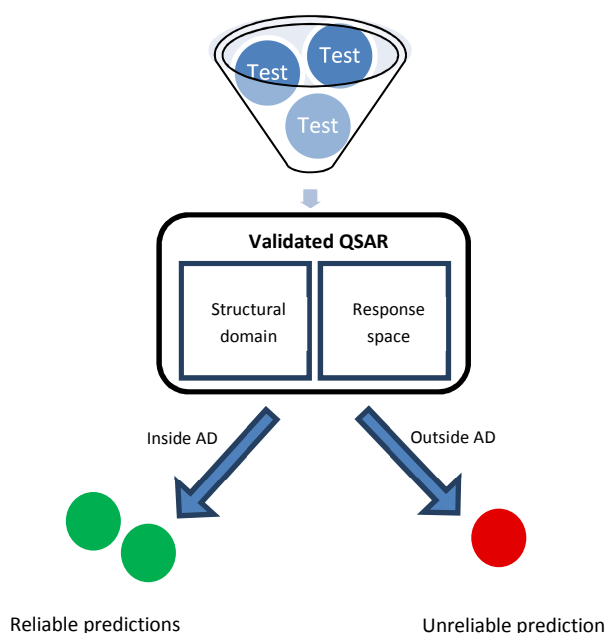 Test
Test
Test
Validated QSAR
Structural
domain
Response
space
Inside AD
Outside AD
Reliable predictions
Unreliable prediction